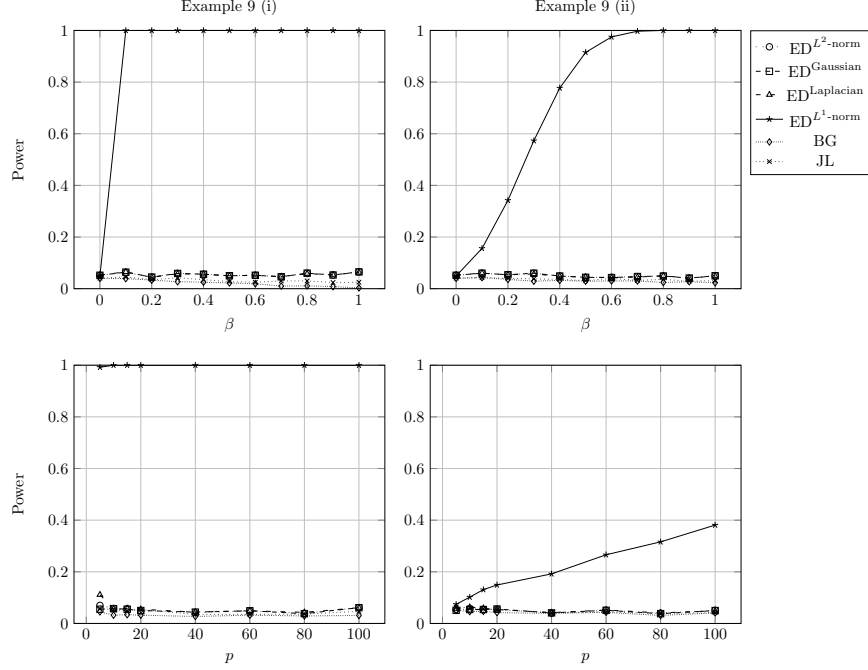 Example 9 (i)
Example 9 (ii)
Power
1
0.8
0.6
0.4
0.2
0
0 0.2 0.4 0.6 0.8 1
β
1
0.8
0.6
0.4
0.2
0
0 0.2 0.4 0.6 0.8 1
β
ED^{L²-norm}
ED^{Gaussian}
ED^{Laplacian}
ED^{L¹-norm}
BG
JL
Power
1
0.8
0.6
0.4
0.2
0
0 20 40 60 80 100
p
1
0.8
0.6
0.4
0.2
0
0 20 40 60 80 100
p